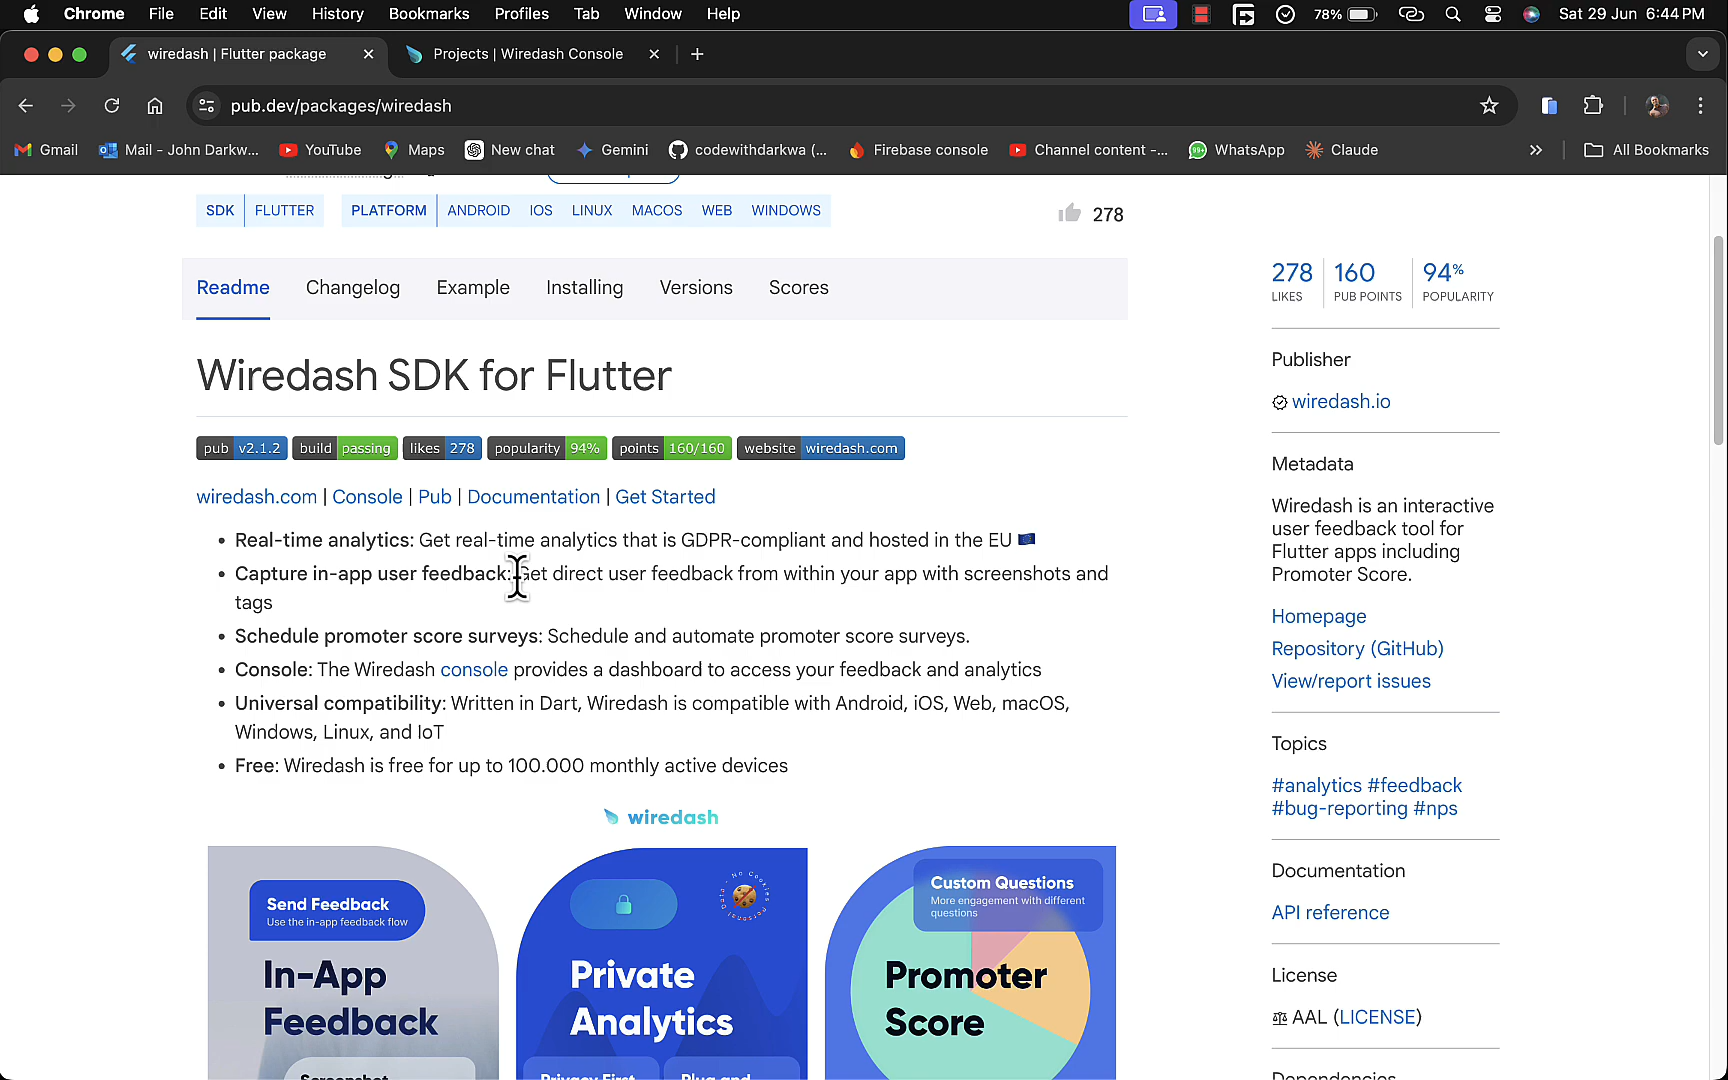 Chrome File Edit View History Bookmarks Profiles Tab Window Help 78% Sat 29 Jun 6:44 PM
wiredash | Flutter package Projects | Wiredash Console
pub.dev/packages/wiredash
Gmail Mail - John Darkw... YouTube Maps New chat Gemini codewithdarkwa (... Firebase console Channel content -... 99+ WhatsApp Claude » All Bookmarks
SDK FLUTTER PLATFORM ANDROID IOS LINUX MACOS WEB WINDOWS 278
Readme Changelog Example Installing Versions Scores
Wiredash SDK for Flutter
pub v2.1.2 build passing likes 278 popularity 94% points 160/160 website wiredash.com
wiredash.com | Console | Pub | Documentation | Get Started
• Real-time analytics: Get real-time analytics that is GDPR-compliant and hosted in the EU 🇪🇺
• Capture in-app user feedback: Get direct user feedback from within your app with screenshots and
tags
• Schedule promoter score surveys: Schedule and automate promoter score surveys.
• Console: The Wiredash console provides a dashboard to access your feedback and analytics
• Universal compatibility: Written in Dart, Wiredash is compatible with Android, iOS, Web, macOS,
Windows, Linux, and IoT
• Free: Wiredash is free for up to 100.000 monthly active devices
wiredash
Send Feedback
Use the in-app feedback flow
In-App
Feedback
Screenshot
No Cookies
Personal Data
Private
Analytics
Privacy First
Plug and
Custom Questions
More engagement with different
questions
Promoter
Score
278 160 94%
LIKES PUB POINTS POPULARITY
Publisher
wiredash.io
Metadata
Wiredash is an interactive
user feedback tool for
Flutter apps including
Promoter Score.
Homepage
Repository (GitHub)
View/report issues
Topics
#analytics #feedback
#bug-reporting #nps
Documentation
API reference
License
AAL (LICENSE)
Dependencies